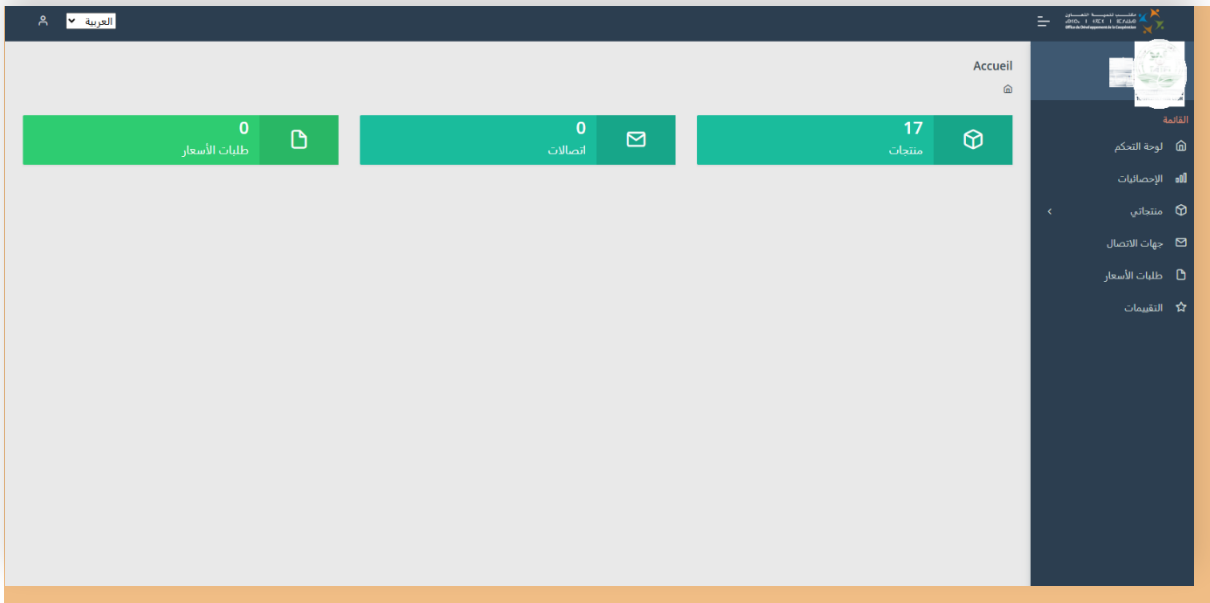 العربية
Accueil
17
منتجات
0
اتصالات
0
طلبات الأسعار
القائمة
لوحة التحكم
الإحصائيات
منتجاتي
جهات الاتصال
طلبات الأسعار
التقييمات